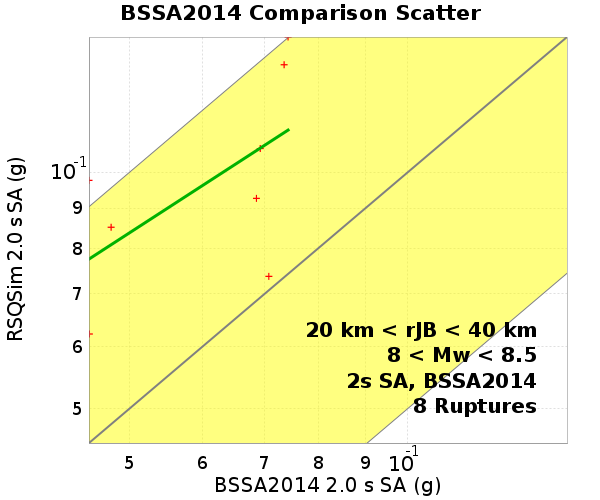 BSSA2014 Comparison Scatter
RSQSim 2.0 s SA (g)
10-1
9
8
7
6
5
20 km < rJB < 40 km
8 < Mw < 8.5
2s SA, BSSA2014
8 Ruptures
5 6 7 8 9 10-1
BSSA2014 2.0 s SA (g)